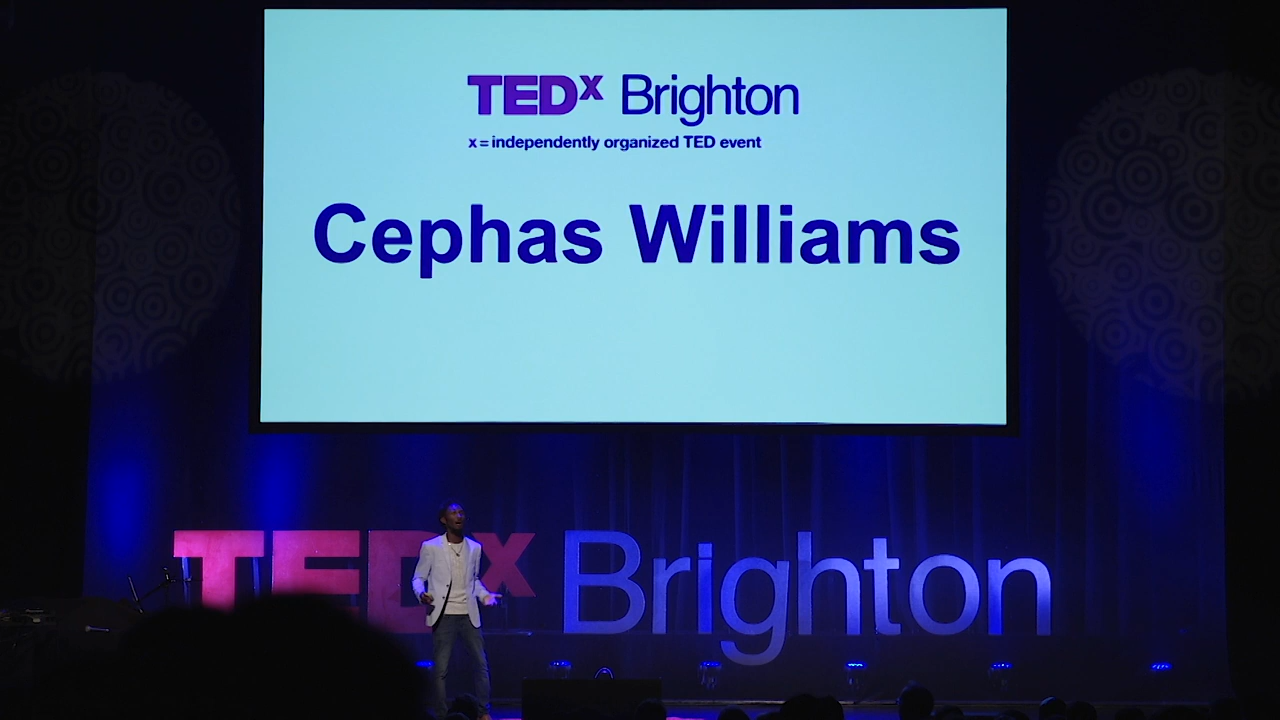 TEDx Brighton
x = independently organized TED event
Cephas Williams
TEDx Brighton